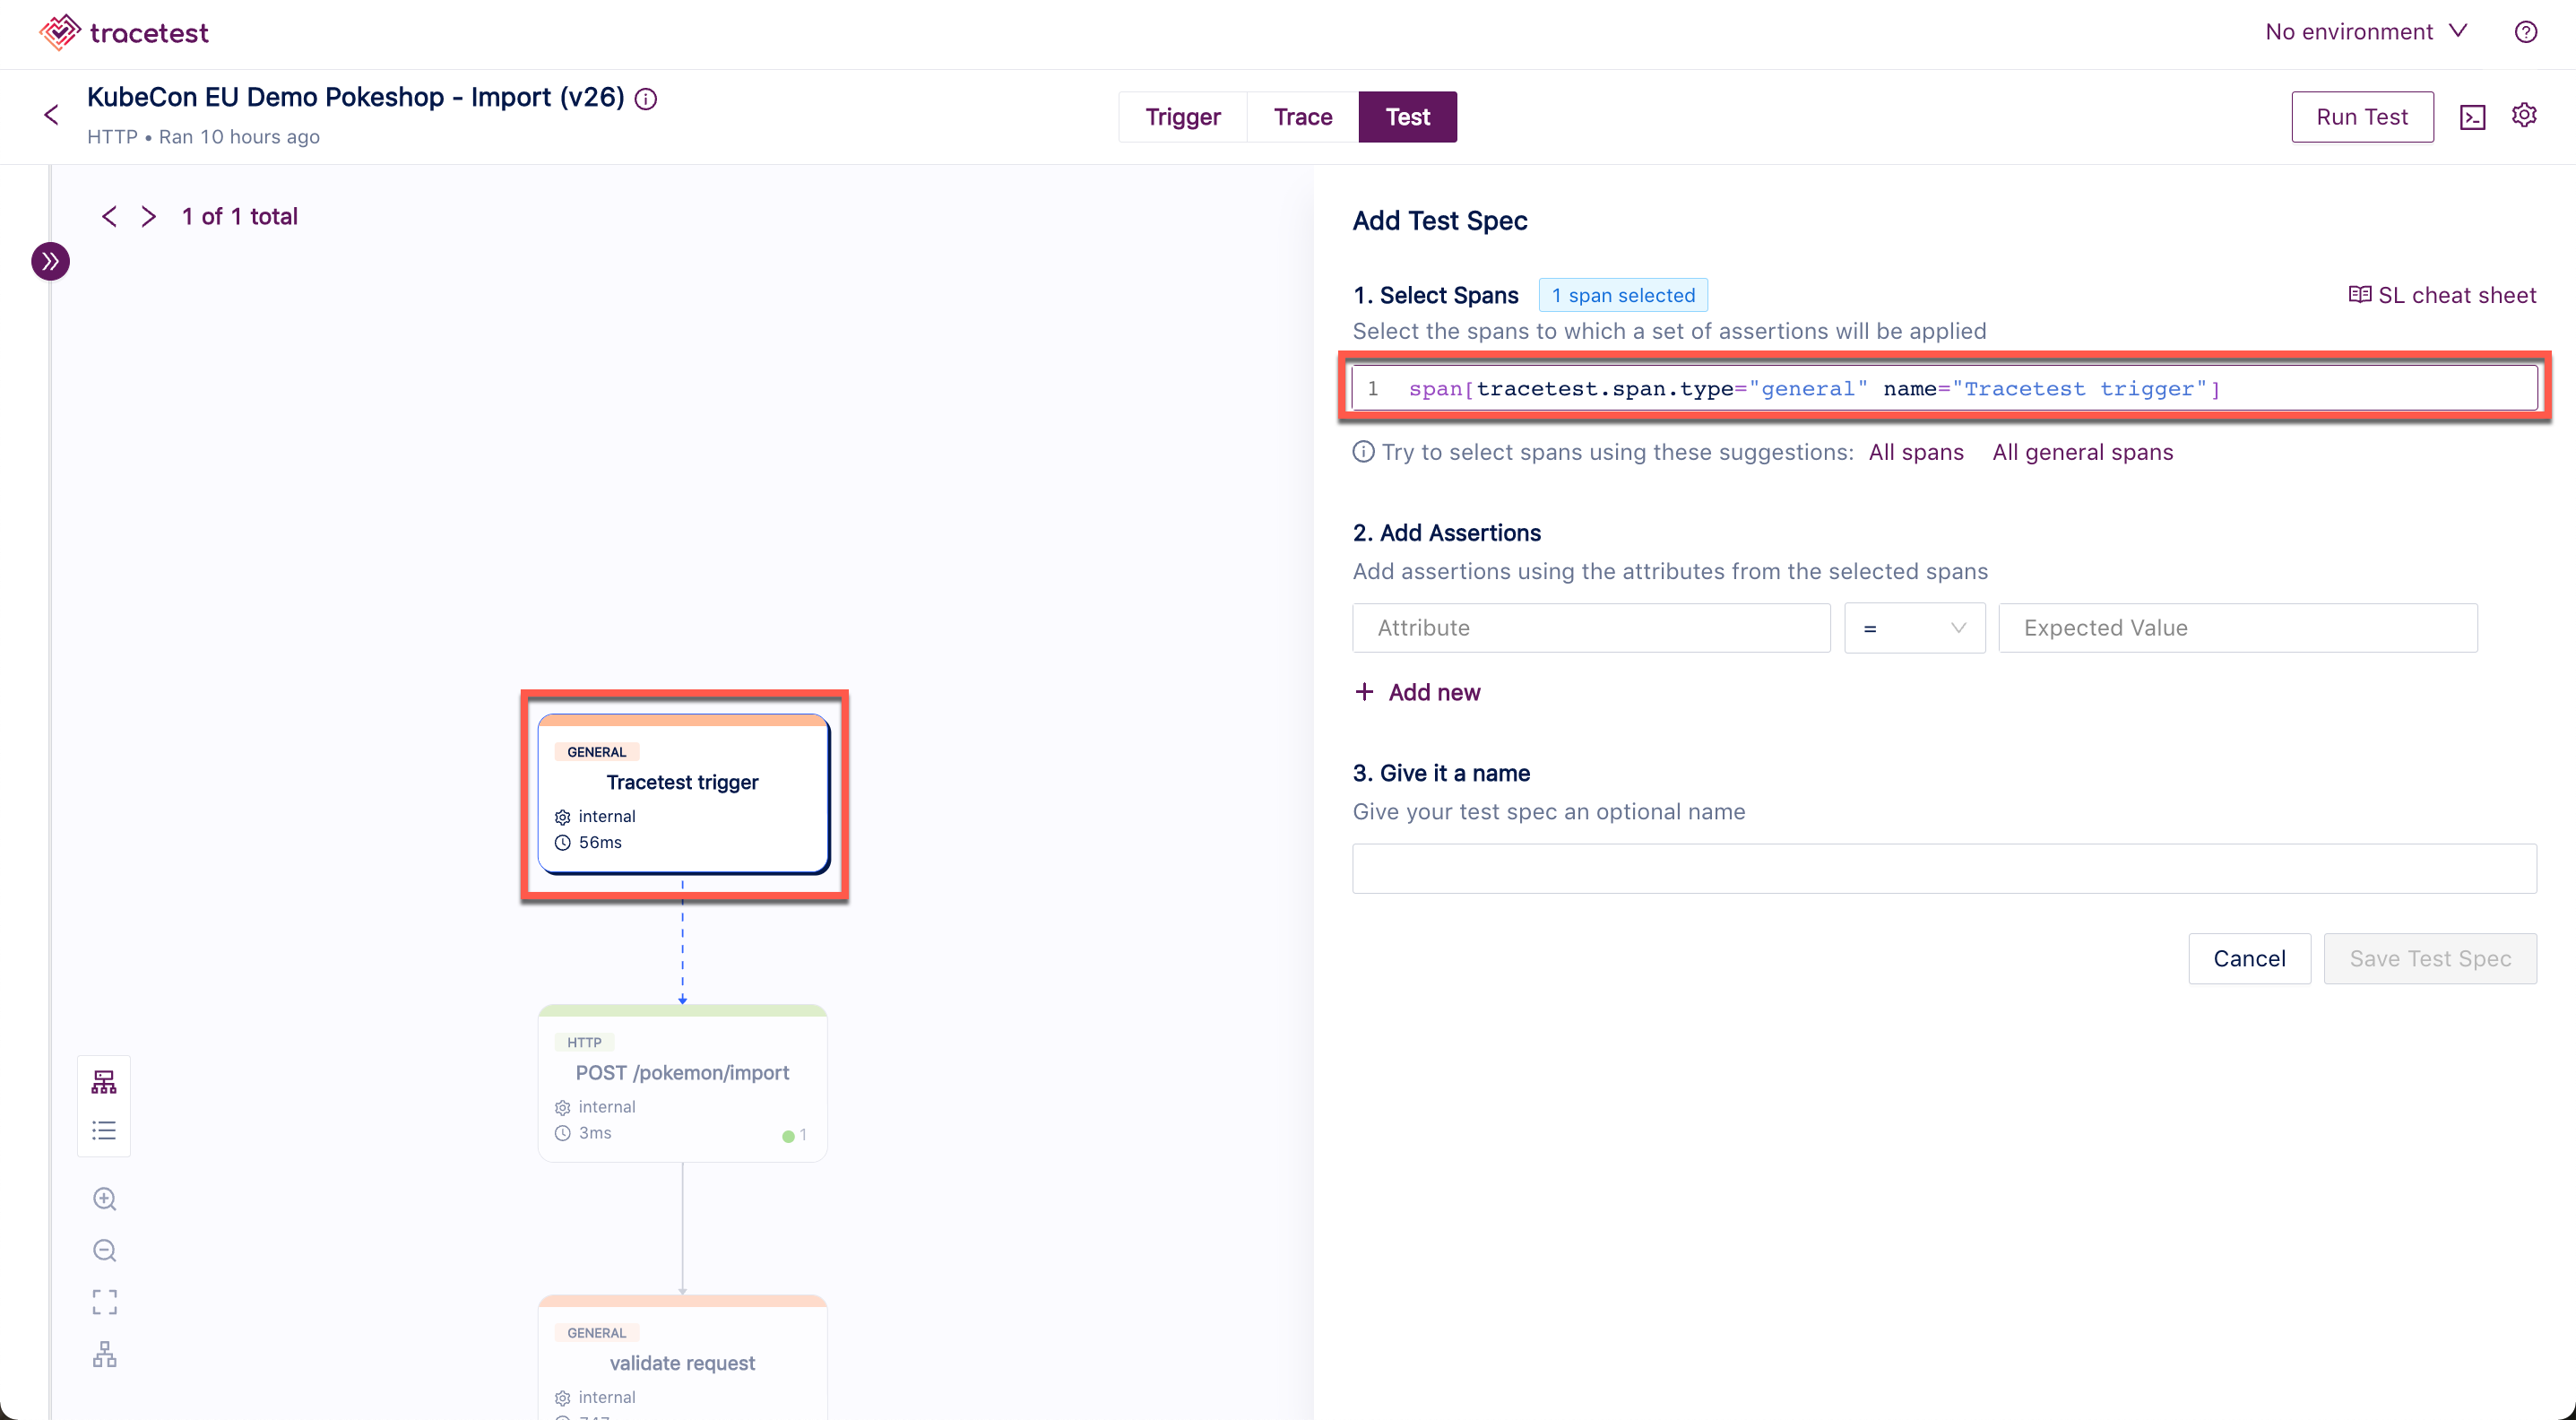 tracetest
No environment
KubeCon EU Demo Pokeshop - Import (v26)
HTTP • Ran 10 hours ago
Trigger
Trace
Test
Run Test
1 of 1 total
Add Test Spec
1. Select Spans
1 span selected
SL cheat sheet
Select the spans to which a set of assertions will be applied
1 span[tracetest.span.type="general" name="Tracetest trigger"]
Try to select spans using these suggestions: All spans All general spans
2. Add Assertions
Add assertions using the attributes from the selected spans
Attribute
=
Expected Value
+ Add new
3. Give it a name
Give your test spec an optional name
Cancel
Save Test Spec
GENERAL
Tracetest trigger
internal
56ms
HTTP
POST /pokemon/import
internal
3ms
1
GENERAL
validate request
internal